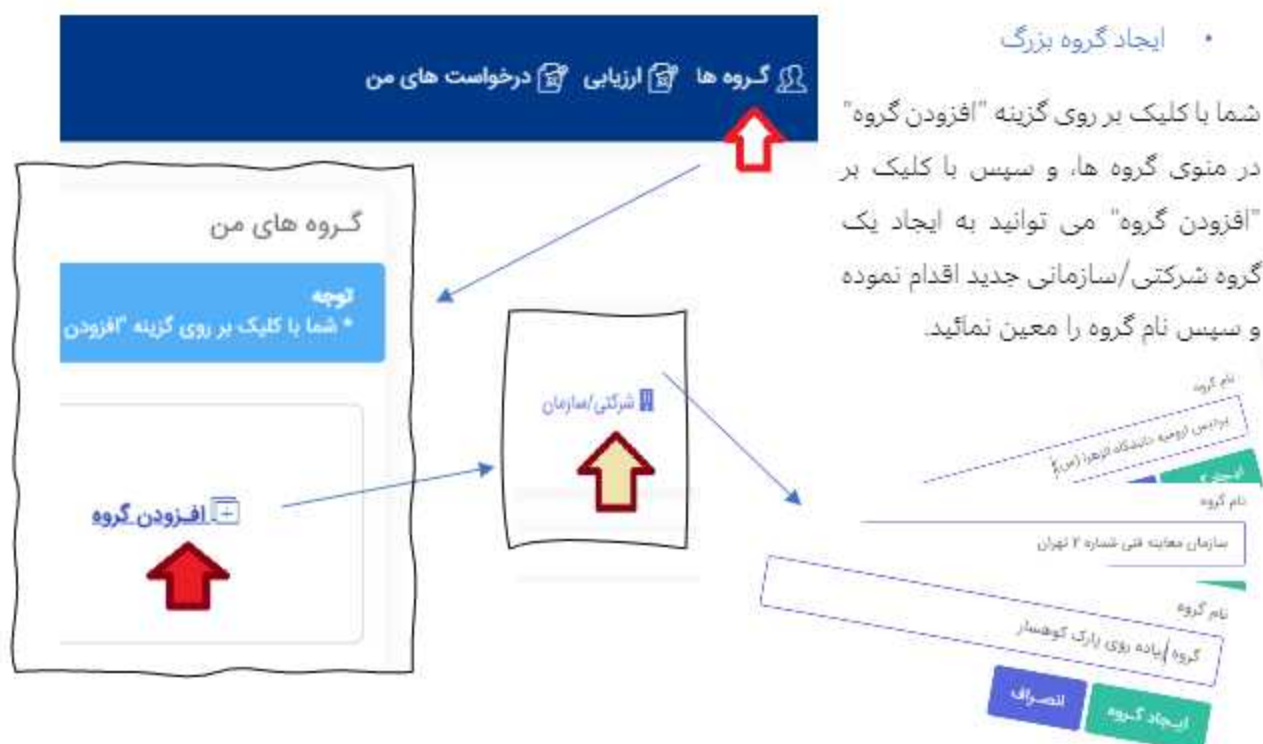 • ایجاد گروه بزرگ
شما با کلیک بر روی گزینه "افزودن گروه"
در منوی گروه ها، و سپس با کلیک بر
"افزودن گروه" می توانید به ایجاد یک
گروه شرکتی/سازمانی جدید اقدام نموده
و سپس نام گروه را معین نمائید.
گروه ها ارزیابی درخواست های من
گروه های من
توجه
* شما با کلیک بر روی گزینه "افزودن
افزودن گروه
شرکتی/سازمان
نام گروه
پردیس ارومیه دانشگاه الزهرا (س)
نام گروه
سازمان معاینه فنی شماره ۲ تهران
نام گروه
گروه پیاده روی پارک کوهسار
ایجاد گروه
انصراف